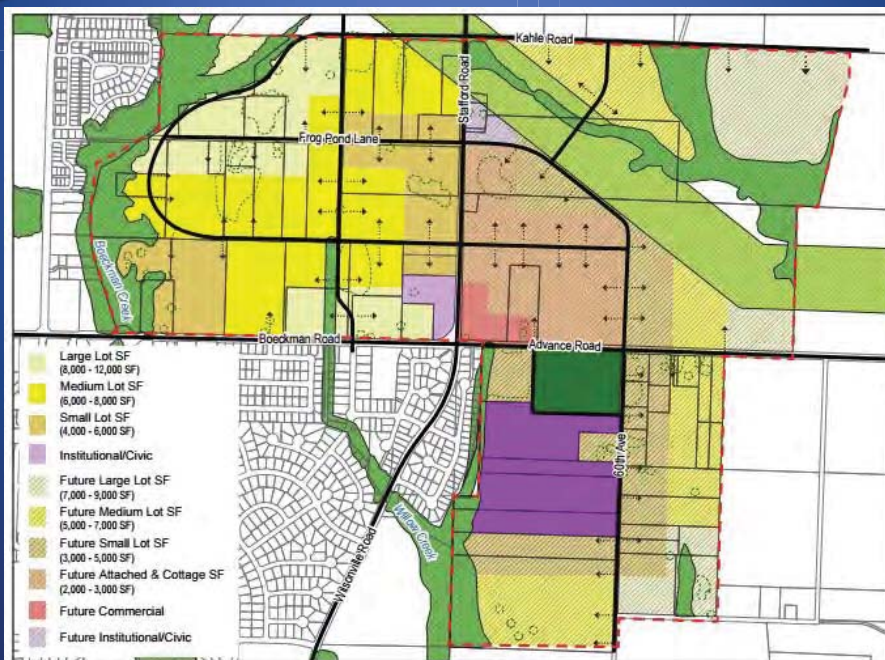 Kahle Road
Stafford Road
Frog Pond Lane
Boeckman Creek
Boeckman Road
Advance Road
60th Ave
Willow Creek
Wilsonville Road
Large Lot SF
(8,000 - 12,000 SF)
Medium Lot SF
(6,000 - 8,000 SF)
Small Lot SF
(4,000 - 6,000 SF)
Institutional/Civic
Future Large Lot SF
(7,000 - 9,000 SF)
Future Medium Lot SF
(5,000 - 7,000 SF)
Future Small Lot SF
(3,000 - 5,000 SF)
Future Attached & Cottage SF
(2,000 - 3,000 SF)
Future Commercial
Future Institutional/Civic